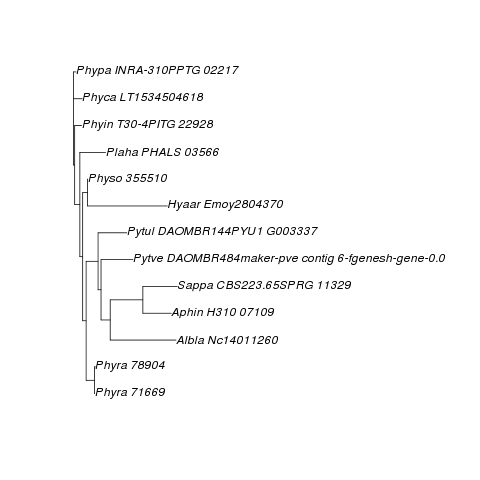 Phypa INRA-310PPTG 02217
Phyca LT1534504618
Phyin T30-4PITG 22928
Plaha PHALS 03566
Physo 355510
Hyaar Emoy2804370
Pytul DAOMBR144PYU1 G003337
Pytve DAOMBR484maker-pve contig 6-fgenesh-gene-0.0
Sappa CBS223.65SPRG 11329
Aphin H310 07109
Albla Nc14011260
Phyra 78904
Phyra 71669